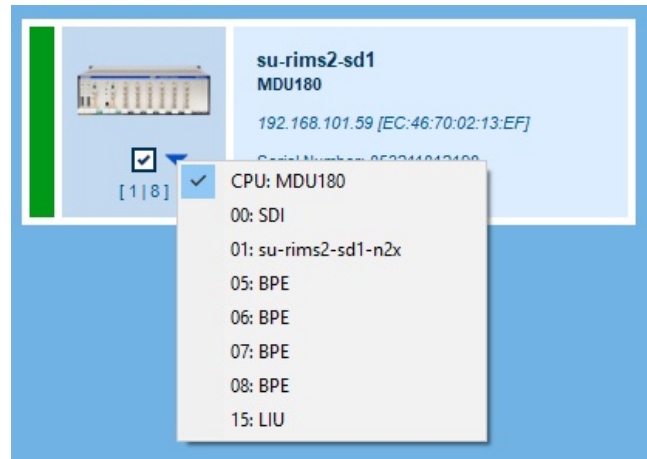 su-rims2-sd1
MDU180
192.168.101.59 [EC:46:70:02:13:EF]
[ 1 | 8 ]
CPU: MDU180
00: SDI
01: su-rims2-sd1-n2x
05: BPE
06: BPE
07: BPE
08: BPE
15: LIU